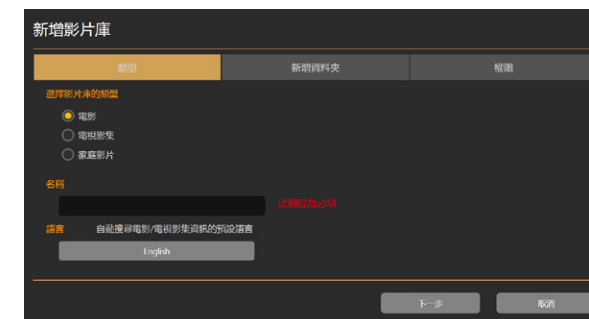 新增影片庫
類型 新增資料夾 權限
選擇影片庫的類型
電影
電視影集
家庭影片
名稱
此欄位為必填
語言 自動搜尋電影/電視影集資訊的預設語言
English
下一步 取消